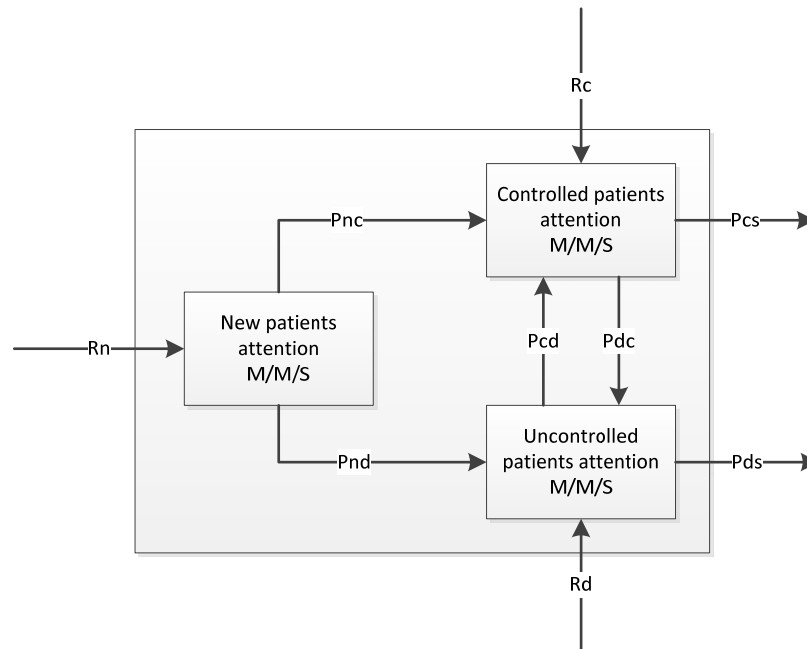 Rc
Controlled patients
attention
M/M/S
Pnc
Pcs
New patients
attention
M/M/S
Rn
Pcd
Pdc
Uncontrolled
patients attention
M/M/S
Pnd
Pds
Rd